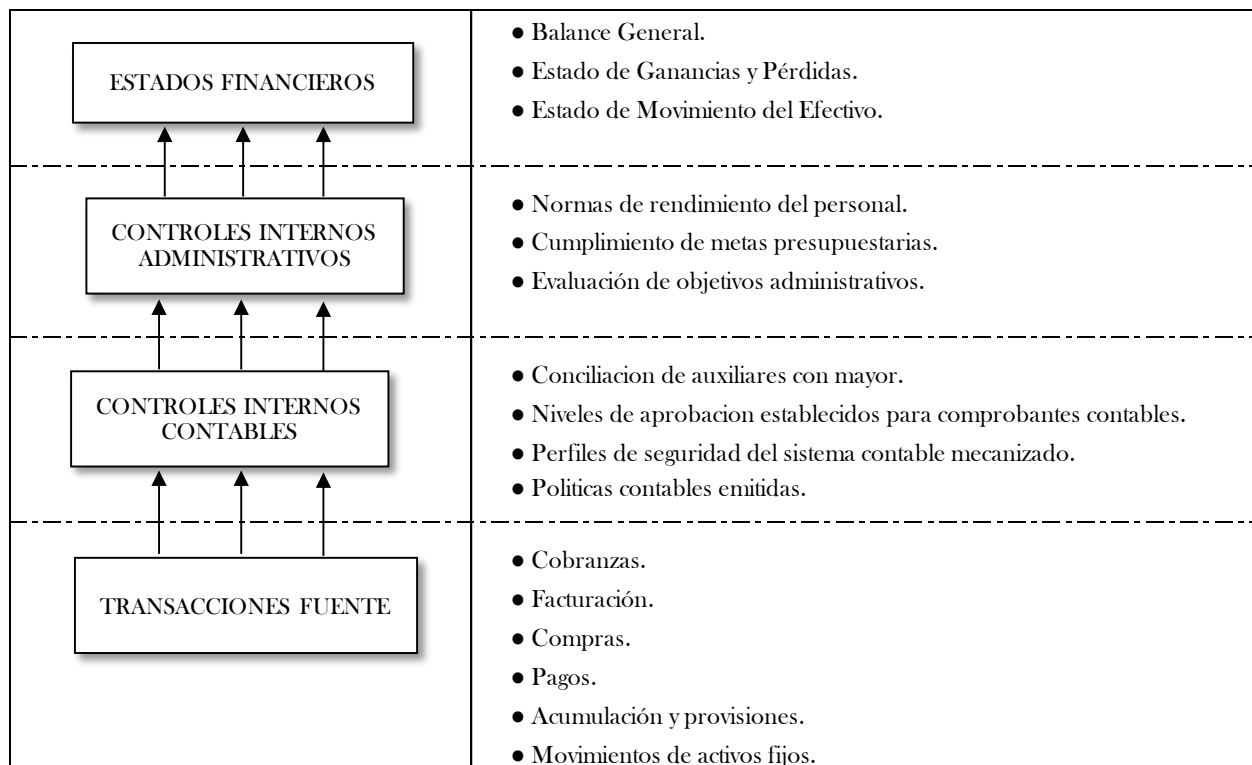 ESTADOS FINANCIEROS
● Balance General.
● Estado de Ganancias y Pérdidas.
● Estado de Movimiento del Efectivo.
CONTROLES INTERNOS
ADMINISTRATIVOS
● Normas de rendimiento del personal.
● Cumplimiento de metas presupuestarias.
● Evaluación de objetivos administrativos.
CONTROLES INTERNOS
CONTABLES
● Conciliacion de auxiliares con mayor.
● Niveles de aprobacion establecidos para comprobantes contables.
● Perfiles de seguridad del sistema contable mecanizado.
● Politicas contables emitidas.
TRANSACCIONES FUENTE
● Cobranzas.
● Facturación.
● Compras.
● Pagos.
● Acumulación y provisiones.
● Movimientos de activos fijos.